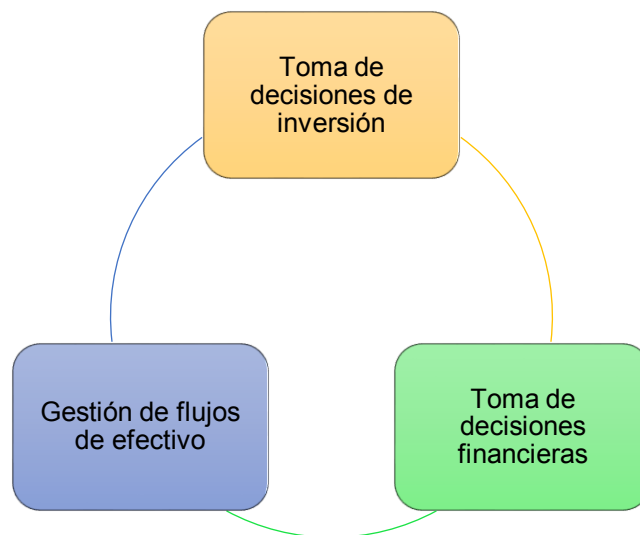 Toma de
decisiones de
inversión
Gestión de flujos
de efectivo
Toma de
decisiones
financieras